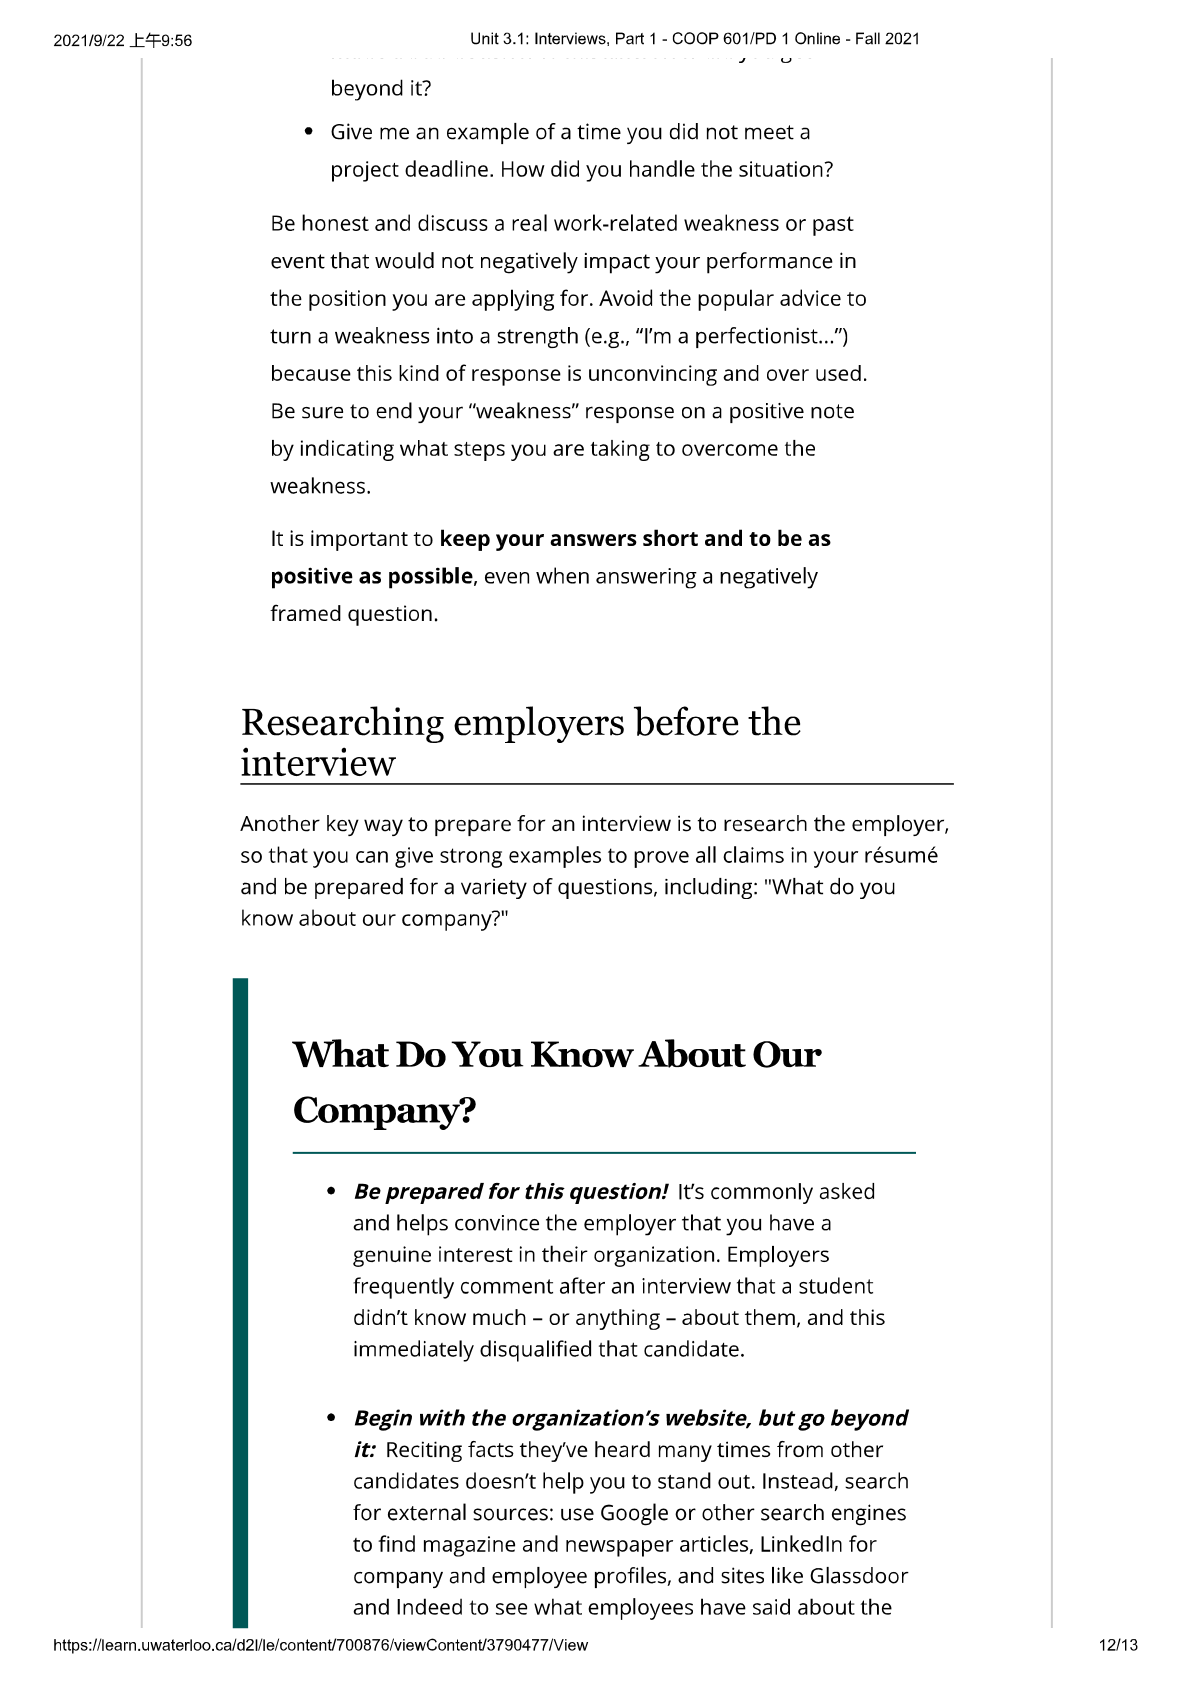 2021/9/22 上午9:56
Unit 3.1: Interviews, Part 1 - COOP 601/PD 1 Online - Fall 2021
beyond it?
• Give me an example of a time you did not meet a
project deadline. How did you handle the situation?
Be honest and discuss a real work-related weakness or past
event that would not negatively impact your performance in
the position you are applying for. Avoid the popular advice to
turn a weakness into a strength (e.g., “I’m a perfectionist...”)
because this kind of response is unconvincing and over used.
Be sure to end your “weakness” response on a positive note
by indicating what steps you are taking to overcome the
weakness.
It is important to keep your answers short and to be as
positive as possible, even when answering a negatively
framed question.
Researching employers before the
interview
Another key way to prepare for an interview is to research the employer,
so that you can give strong examples to prove all claims in your résumé
and be prepared for a variety of questions, including: "What do you
know about our company?"
What Do You Know About Our
Company?
• Be prepared for this question! It’s commonly asked
and helps convince the employer that you have a
genuine interest in their organization. Employers
frequently comment after an interview that a student
didn’t know much – or anything – about them, and this
immediately disqualified that candidate.
• Begin with the organization’s website, but go beyond
it: Reciting facts they’ve heard many times from other
candidates doesn’t help you to stand out. Instead, search
for external sources: use Google or other search engines
to find magazine and newspaper articles, LinkedIn for
company and employee profiles, and sites like Glassdoor
and Indeed to see what employees have said about the
https://learn.uwaterloo.ca/d2l/le/content/700876/viewContent/3790477/View
12/13